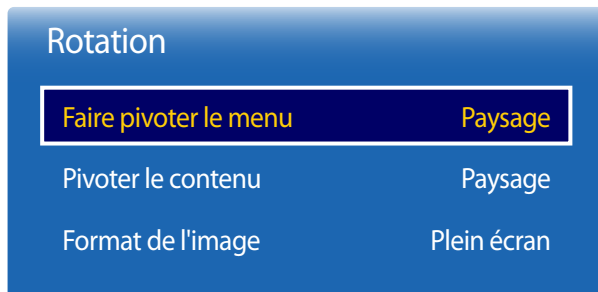 Rotation
Faire pivoter le menu Paysage
Pivoter le contenu Paysage
Format de l'image Plein écran